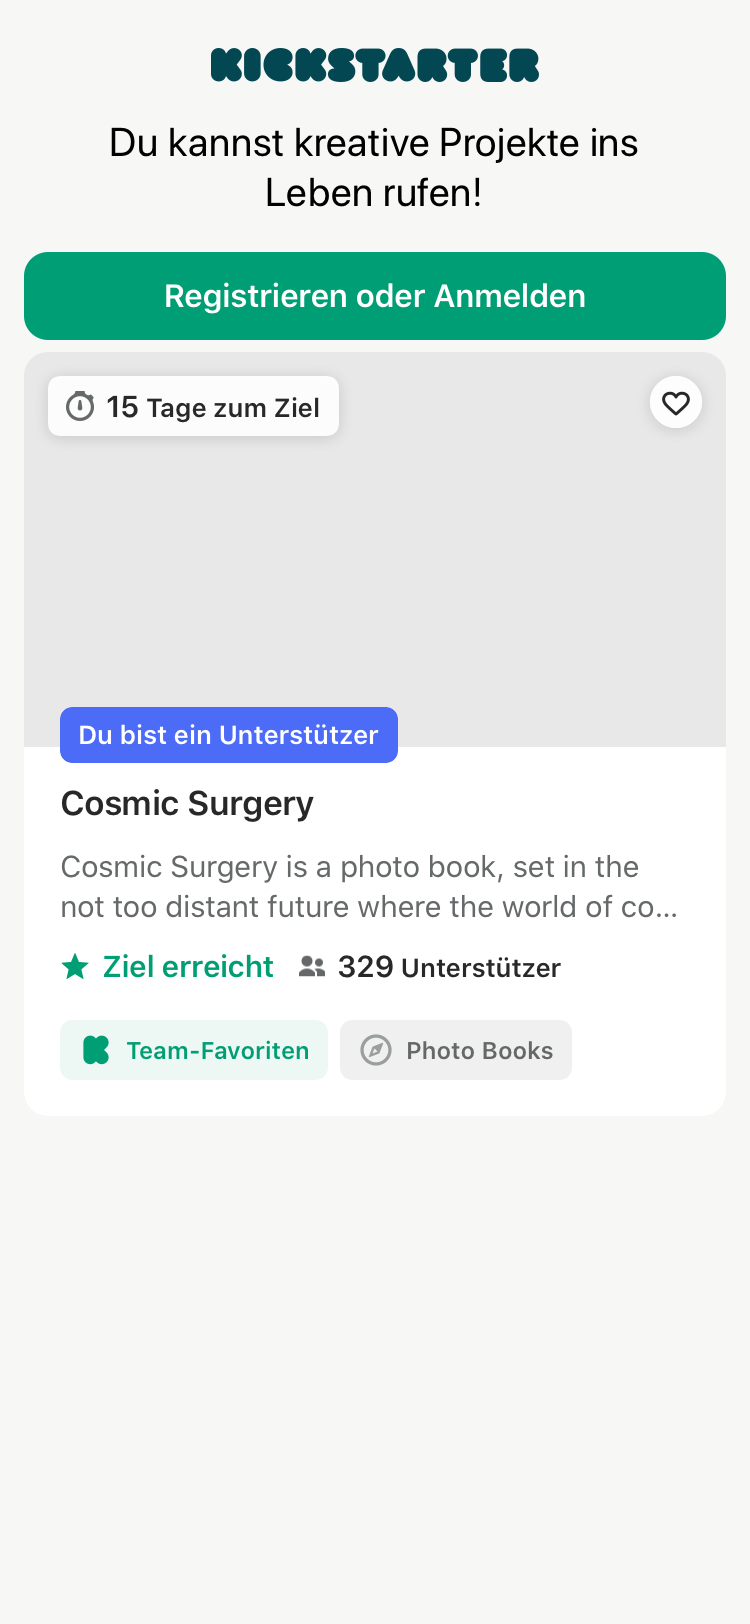 KICKSTARTER
Du kannst kreative Projekte ins
Leben rufen!
Registrieren oder Anmelden
15 Tage zum Ziel
Du bist ein Unterstützer
Cosmic Surgery
Cosmic Surgery is a photo book, set in the
not too distant future where the world of co...
Ziel erreicht 329 Unterstützer
Team-Favoriten Photo Books